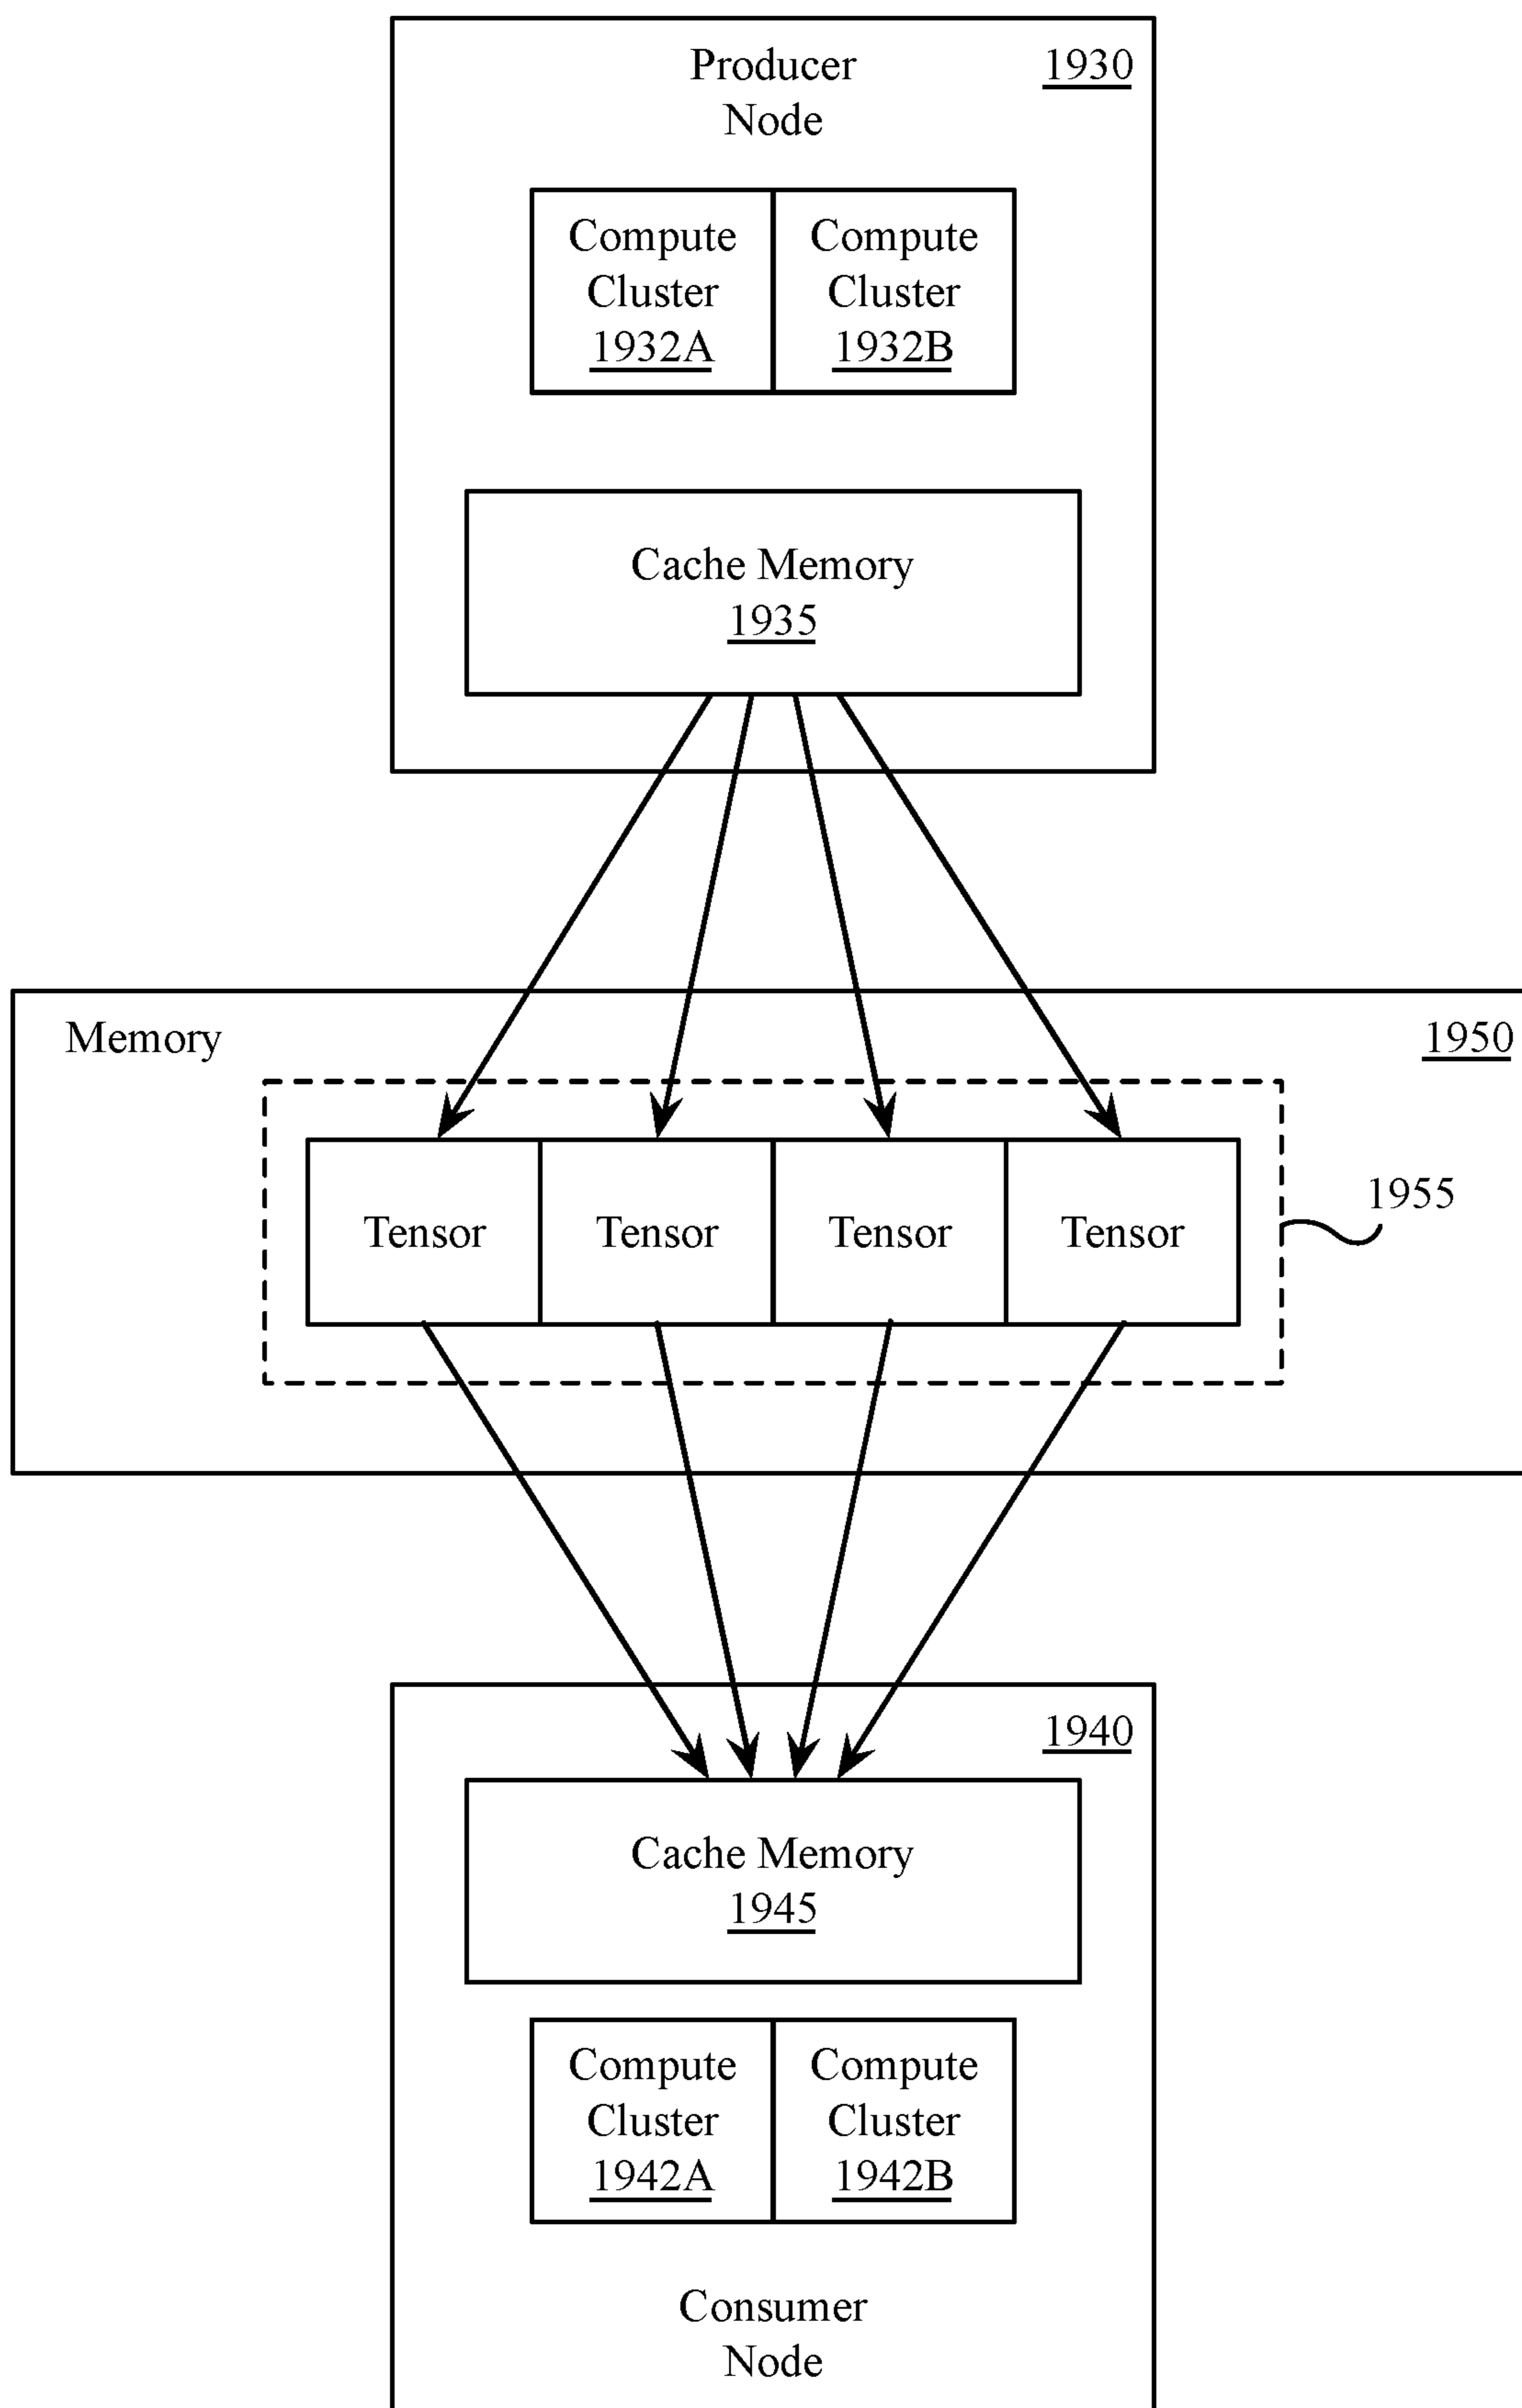 Producer
Node
1930
Compute
Cluster
1932A
Compute
Cluster
1932B
Cache Memory
1935
Memory
1950
Tensor
Tensor
Tensor
Tensor
1955
1940
Cache Memory
1945
Compute
Cluster
1942A
Compute
Cluster
1942B
Consumer
Node